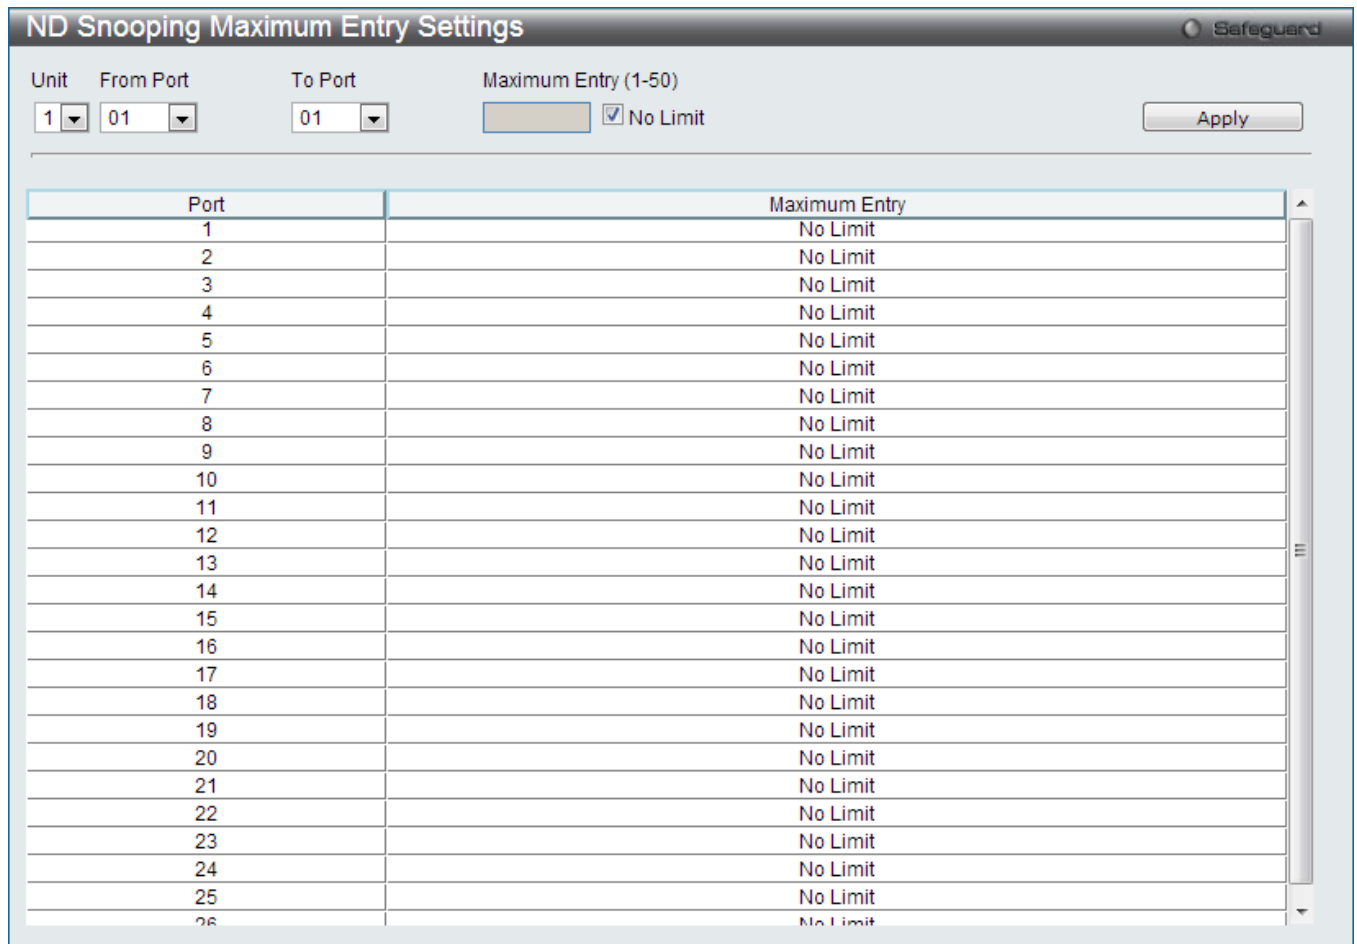 ND Snooping Maximum Entry Settings
Safeguard
Unit From Port To Port Maximum Entry (1-50)
1 01 01 No Limit Apply
Port Maximum Entry
1 No Limit
2 No Limit
3 No Limit
4 No Limit
5 No Limit
6 No Limit
7 No Limit
8 No Limit
9 No Limit
10 No Limit
11 No Limit
12 No Limit
13 No Limit
14 No Limit
15 No Limit
16 No Limit
17 No Limit
18 No Limit
19 No Limit
20 No Limit
21 No Limit
22 No Limit
23 No Limit
24 No Limit
25 No Limit
26 No Limit